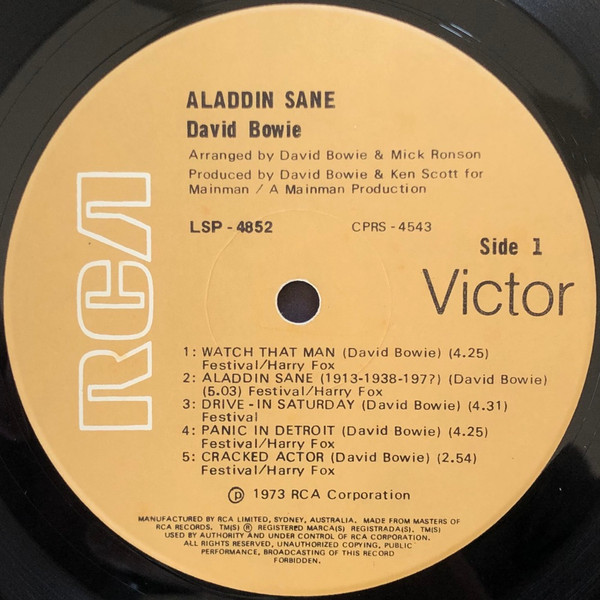 ALADDIN SANE
David Bowie
Arranged by David Bowie & Mick Ronson
Produced by David Bowie & Ken Scott for
Mainman / A Mainman Production
LSP - 4852 CPRS - 4543
Side 1
RCA
Victor
1: WATCH THAT MAN (David Bowie) (4.25)
Festival/Harry Fox
2: ALADDIN SANE (1913-1938-197?) (David Bowie)
(5.03) Festival/Harry Fox
3: DRIVE-IN SATURDAY (David Bowie) (4.31)
Festival
4: PANIC IN DETROIT (David Bowie) (4.25)
Festival/Harry Fox
5: CRACKED ACTOR (David Bowie) (2.54)
Festival/Harry Fox
℗ 1973 RCA Corporation
MANUFACTURED BY RCA LIMITED, SYDNEY, AUSTRALIA. MADE FROM MASTERS OF
RCA RECORDS. TM(S) ® REGISTERED MARCA(S) REGISTRADA(S). TM(S)
USED BY AUTHORITY AND UNDER CONTROL OF RCA CORPORATION.
ALL RIGHTS RESERVED, UNAUTHORIZED COPYING, PUBLIC
PERFORMANCE, BROADCASTING OF THIS RECORD
FORBIDDEN.